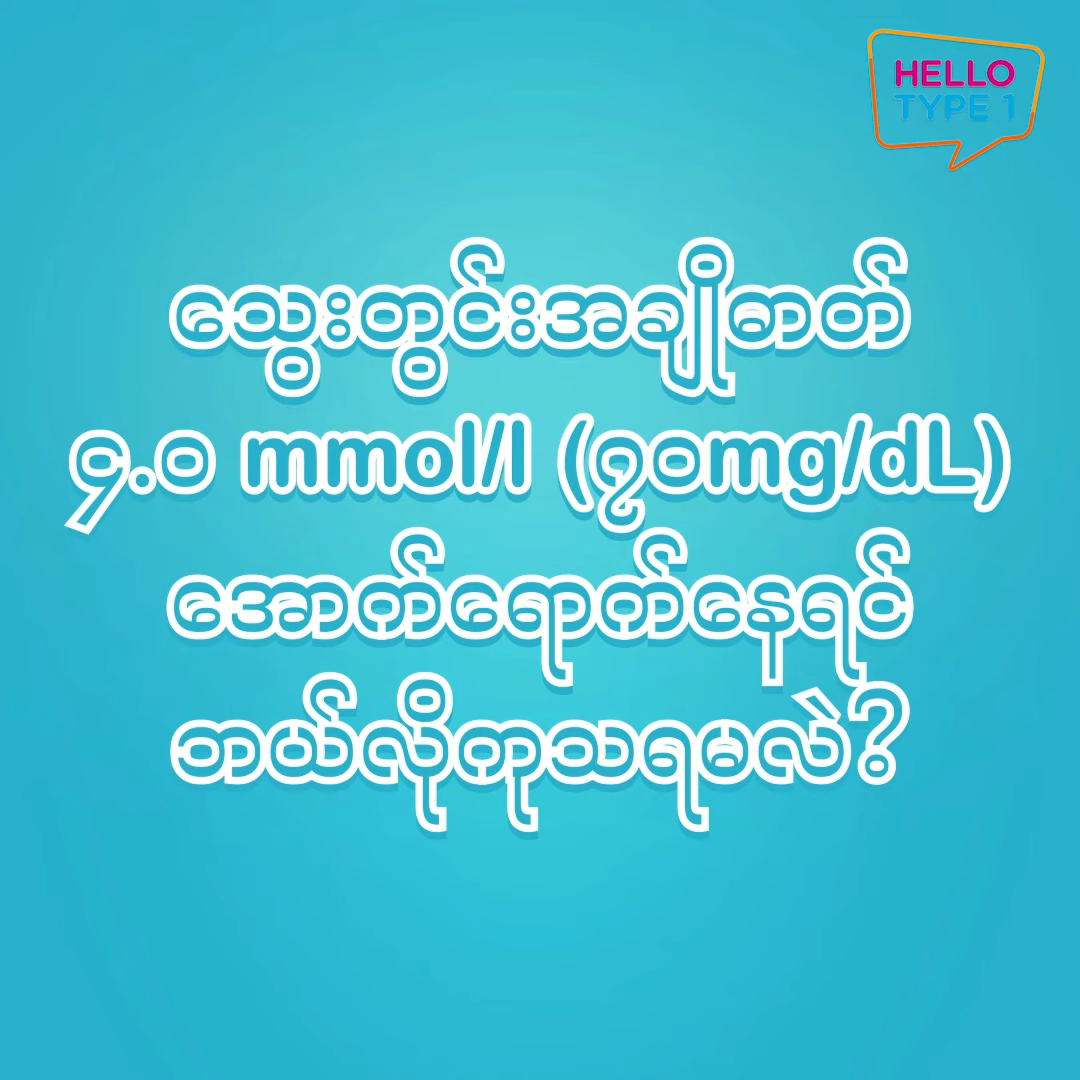 HELLO
TYPE 1
သွေးတွင်းအချိုဓာတ်
၄.၀ mmol/l (၇၀mg/dL)
အောက်ရောက်နေရင်
ဘယ်လိုကုသရမလဲ?